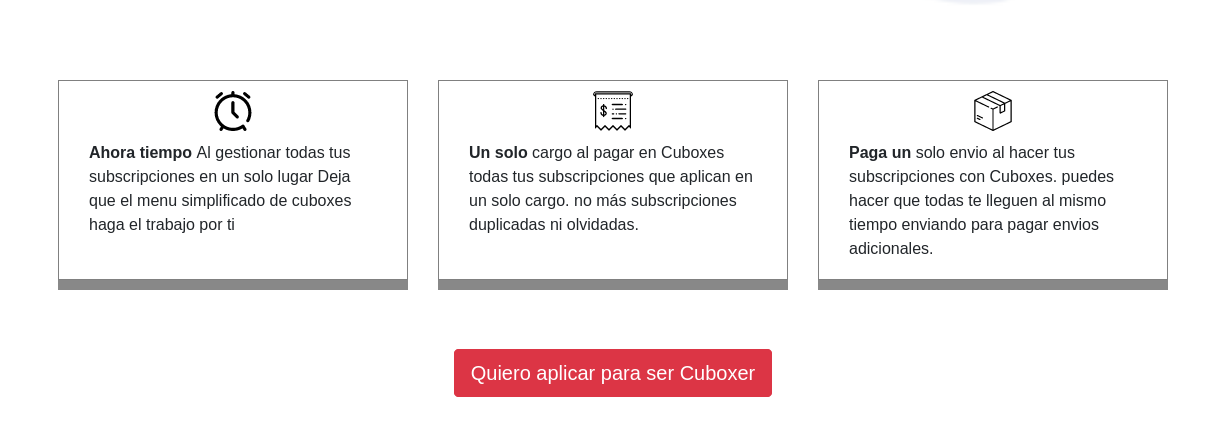 Ahora tiempo Al gestionar todas tus
subscripciones en un solo lugar Deja
que el menu simplificado de cuboxes
haga el trabajo por ti
$
Un solo cargo al pagar en Cuboxes
todas tus subscripciones que aplican en
un solo cargo. no más subscripciones
duplicadas ni olvidadas.
Paga un solo envio al hacer tus
subscripciones con Cuboxes. puedes
hacer que todas te lleguen al mismo
tiempo enviando para pagar envios
adicionales.
Quiero aplicar para ser Cuboxer